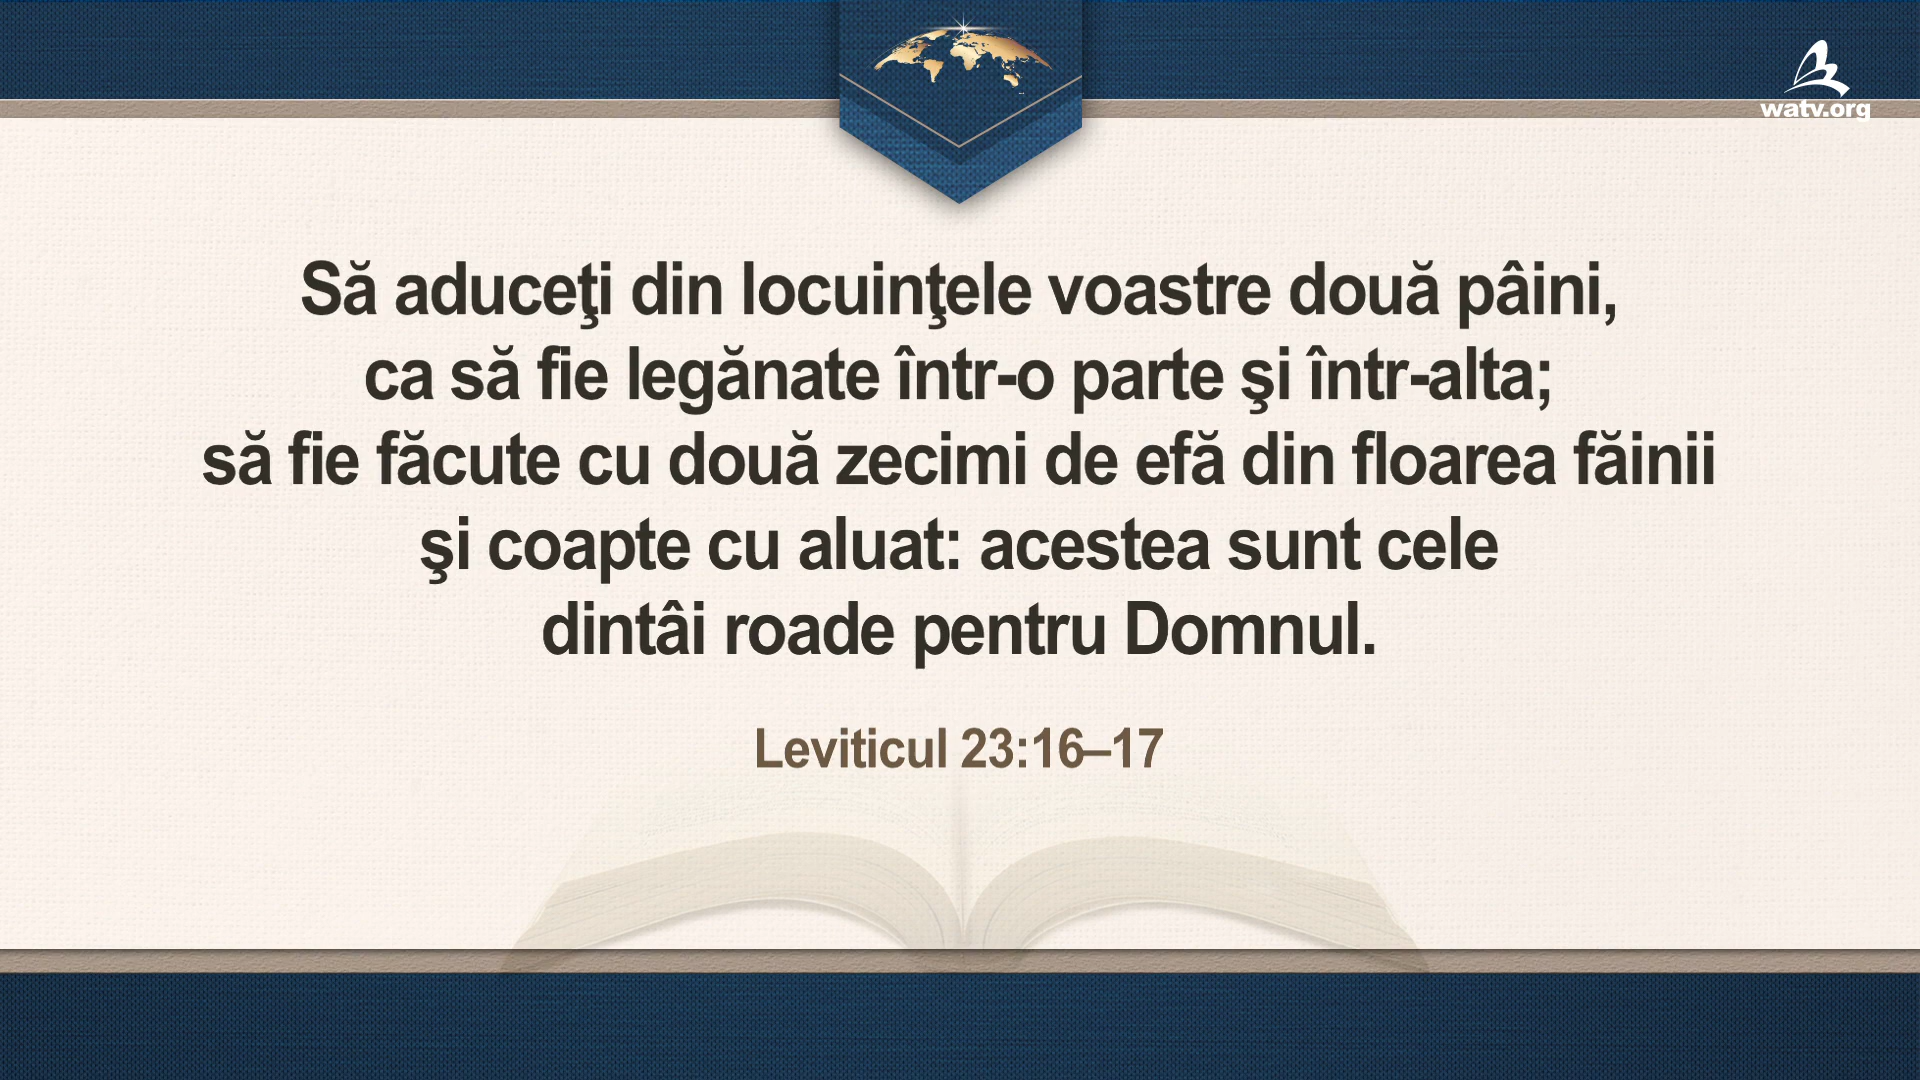 watv.org
Să aduceţi din locuinţele voastre două pâini,
ca să fie legănate într-o parte şi într-alta;
să fie făcute cu două zecimi de efă din floarea făinii
şi coapte cu aluat: acestea sunt cele
dintâi roade pentru Domnul.
Leviticul 23:16–17